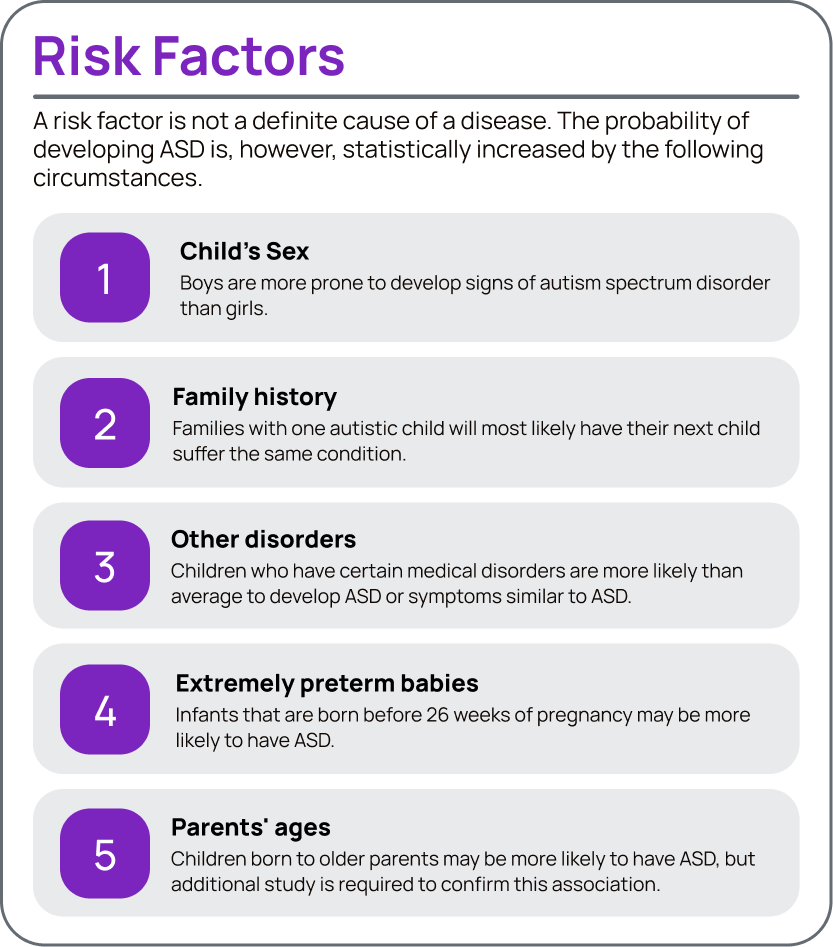 Risk Factors
A risk factor is not a definite cause of a disease. The probability of
developing ASD is, however, statistically increased by the following
circumstances.
1
Child's Sex
Boys are more prone to develop signs of autism spectrum disorder
than girls.
2
Family history
Families with one autistic child will most likely have their next child
suffer the same condition.
3
Other disorders
Children who have certain medical disorders are more likely than
average to develop ASD or symptoms similar to ASD.
4
Extremely preterm babies
Infants that are born before 26 weeks of pregnancy may be more
likely to have ASD.
5
Parents' ages
Children born to older parents may be more likely to have ASD, but
additional study is required to confirm this association.